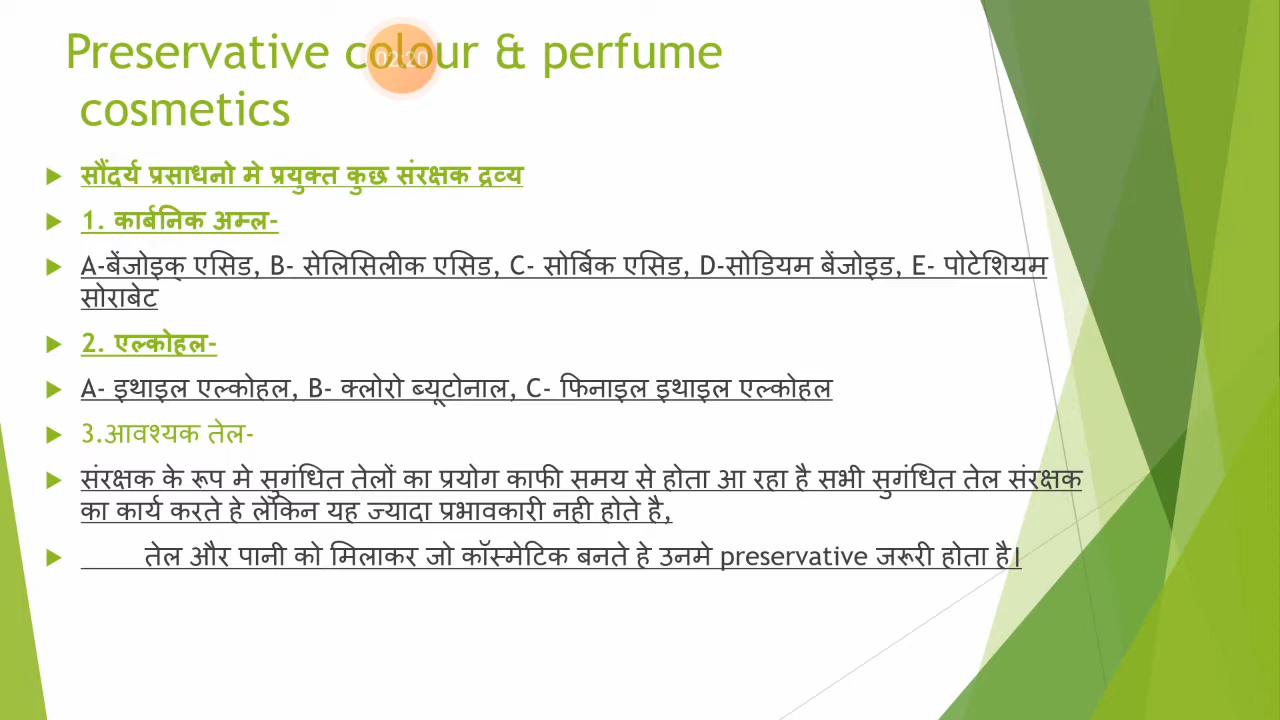 Preservative colour & perfume
cosmetics
02:20
सौंदर्य प्रसाधनो मे प्रयुक्त कुछ संरक्षक द्रव्य
1. कार्बनिक अम्ल-
A-बेंजोइक् एसिड, B- सेलिसिलीक एसिड, C- सोर्बिक एसिड, D-सोडियम बेंजोइड, E- पोटेशियम
सोराबेट
2. एल्कोहल-
A- इथाइल एल्कोहल, B- क्लोरो ब्यूटोनाल, C- फिनाइल इथाइल एल्कोहल
3.आवश्यक तेल-
संरक्षक के रूप मे सुगंधित तेलों का प्रयोग काफी समय से होता आ रहा है सभी सुगंधित तेल संरक्षक
का कार्य करते हे लेकिन यह ज्यादा प्रभावकारी नही होते है,
तेल और पानी को मिलाकर जो कॉस्मेटिक बनते हे उनमे preservative जरूरी होता है।